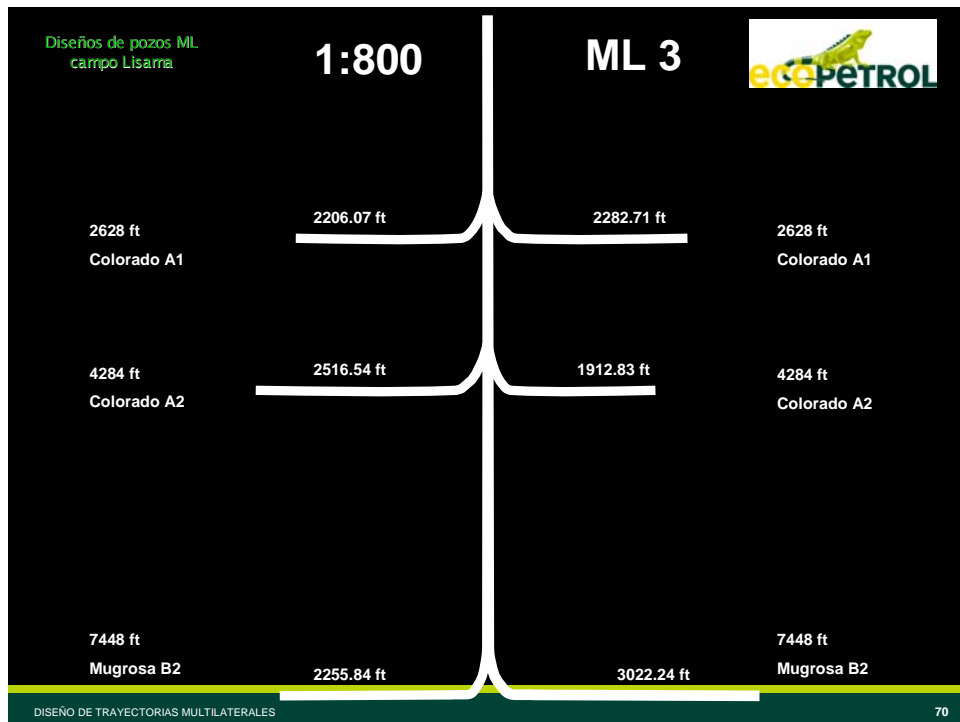 Diseños de pozos ML
campo Lisama
1:800
ML 3
ecopeTROL
2206.07 ft
2282.71 ft
2628 ft
Colorado A1
2628 ft
Colorado A1
2516.54 ft
1912.83 ft
4284 ft
Colorado A2
4284 ft
Colorado A2
7448 ft
Mugrosa B2
7448 ft
Mugrosa B2
2255.84 ft
3022.24 ft
DISEÑO DE TRAYECTORIAS MULTILATERALES
70